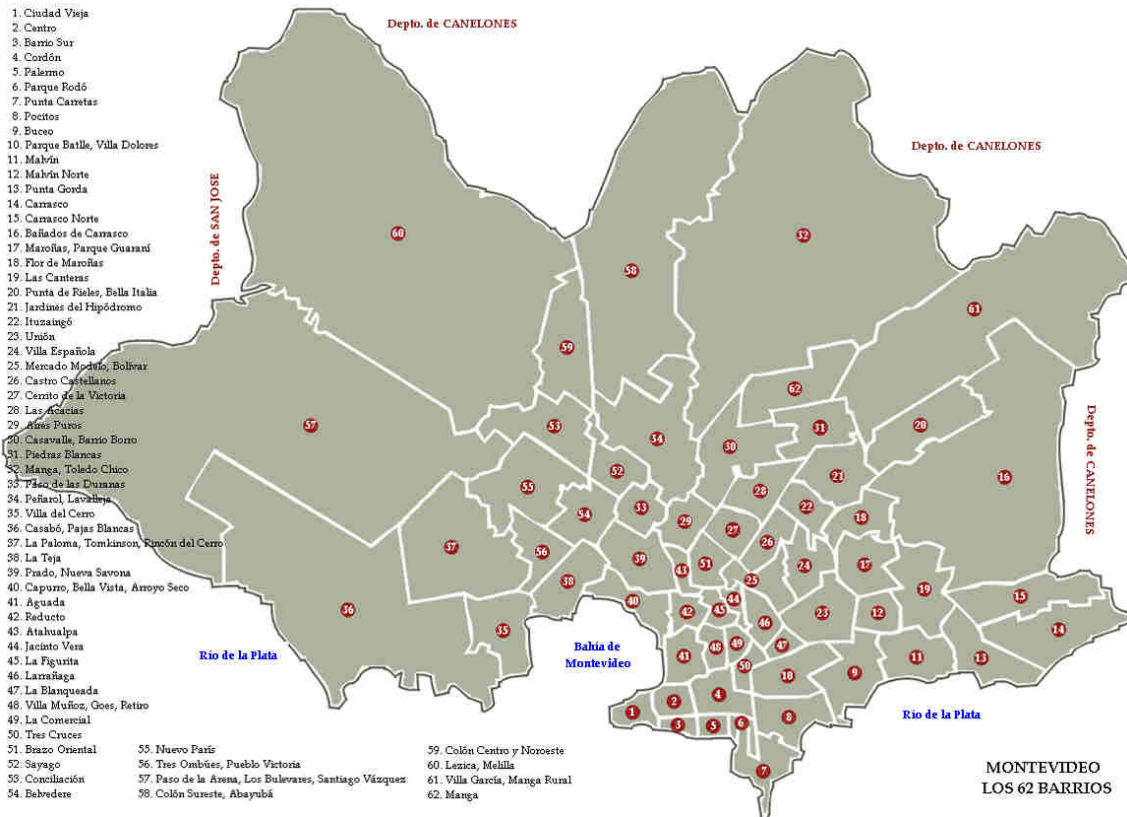 1. Ciudad Vieja
2. Centro
3. Barrio Sur
4. Cordón
5. Palermo
6. Parque Rodó
7. Punta Carretas
8. Pocitos
9. Buceo
10. Parque Batlle, Villa Dolores
11. Malvín
12. Malvín Norte
13. Punta Gorda
14. Carrasco
15. Carrasco Norte
16. Bañados de Carrasco
17. Maroñas, Parque Guaraní
18. Flor de Maroñas
19. Las Canteras
20. Punta de Rieles, Bella Italia
21. Jardines del Hipódromo
22. Ituzaingó
23. Unión
24. Villa Española
25. Mercado Modelo, Bolívar
26. Castro Castellanos
27. Cerrito de la Victoria
28. Las Acacias
29. Aires Puros
30. Casavalle, Barrio Borro
31. Piedras Blancas
32. Manga, Toledo Chico
33. Paso de las Duranas
34. Peñarol, Lavalleja
35. Villa del Cerro
36. Casabó, Pajas Blancas
37. La Paloma, Tomkinson, Rincón del Cerro
38. La Teja
39. Prado, Nueva Savona
40. Capurro, Bella Vista, Arroyo Seco
41. Aguada
42. Reducto
43. Atahualpa
44. Jacinto Vera
45. La Figurita
46. Larrañaga
47. La Blanqueada
48. Villa Muñoz, Goes, Retiro
49. La Comercial
50. Tres Cruces
51. Brazo Oriental
52. Sayago
53. Conciliación
54. Belvedere
55. Nuevo París
56. Tres Ombúes, Pueblo Victoria
57. Paso de la Arena, Los Bulevares, Santiago Vázquez
58. Colón Sureste, Abayubá
59. Colón Centro y Noroeste
60. Lezica, Melilla
61. Villa García, Manga Rural
62. Manga
Depto. de CANELONES
Depto. de CANELONES
Depto. de SAN JOSE
Depto. de CANELONES
60
58
32
61
59
62
57
53
34
30
31
20
52
55
28
21
16
54
33
29
27
22
18
37
56
39
43
51
26
24
17
38
25
19
36
40
42
45
44
23
12
15
35
46
14
41
48
49
47
50
10
9
11
13
2
4
1
3
5
6
8
7
Río de la Plata
Bahía de
Montevideo
Río de la Plata
MONTEVIDEO
LOS 62 BARRIOS